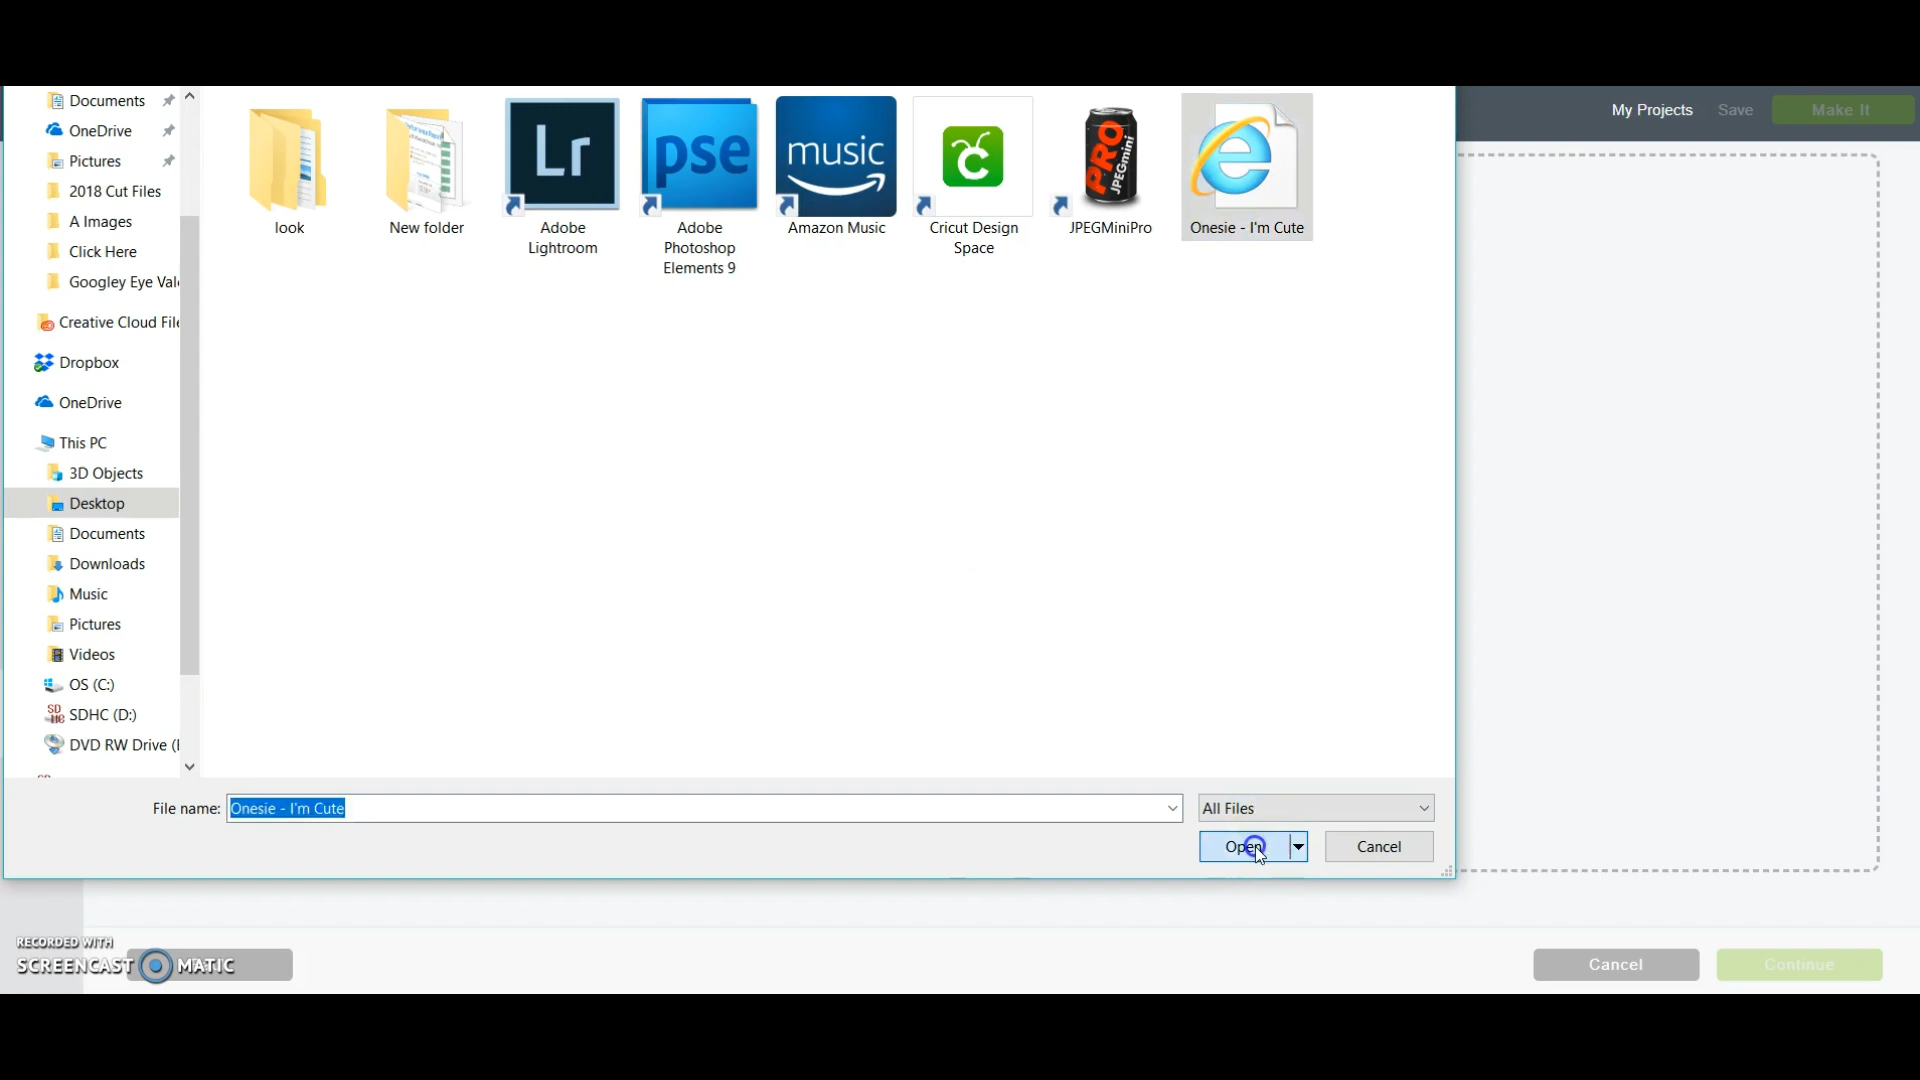 Documents
OneDrive
Pictures
2018 Cut Files
A Images
Click Here
Googley Eye Val
Creative Cloud File
Dropbox
OneDrive
This PC
3D Objects
Desktop
Documents
Downloads
Music
Pictures
Videos
OS (C:)
SDHC (D:)
DVD RW Drive (
look
New folder
Lr
Adobe
Lightroom
pse
Adobe
Photoshop
Elements 9
music
Amazon Music
Cricut Design
Space
PRO
JPEGmini
JPEGMiniPro
Onesie - I'm Cute
My Projects
Save
Make It
File name:
Onesie - I'm Cute
All Files
Open
Cancel
RECORDED WITH
SCREENCAST MATIC
Cancel
Continue